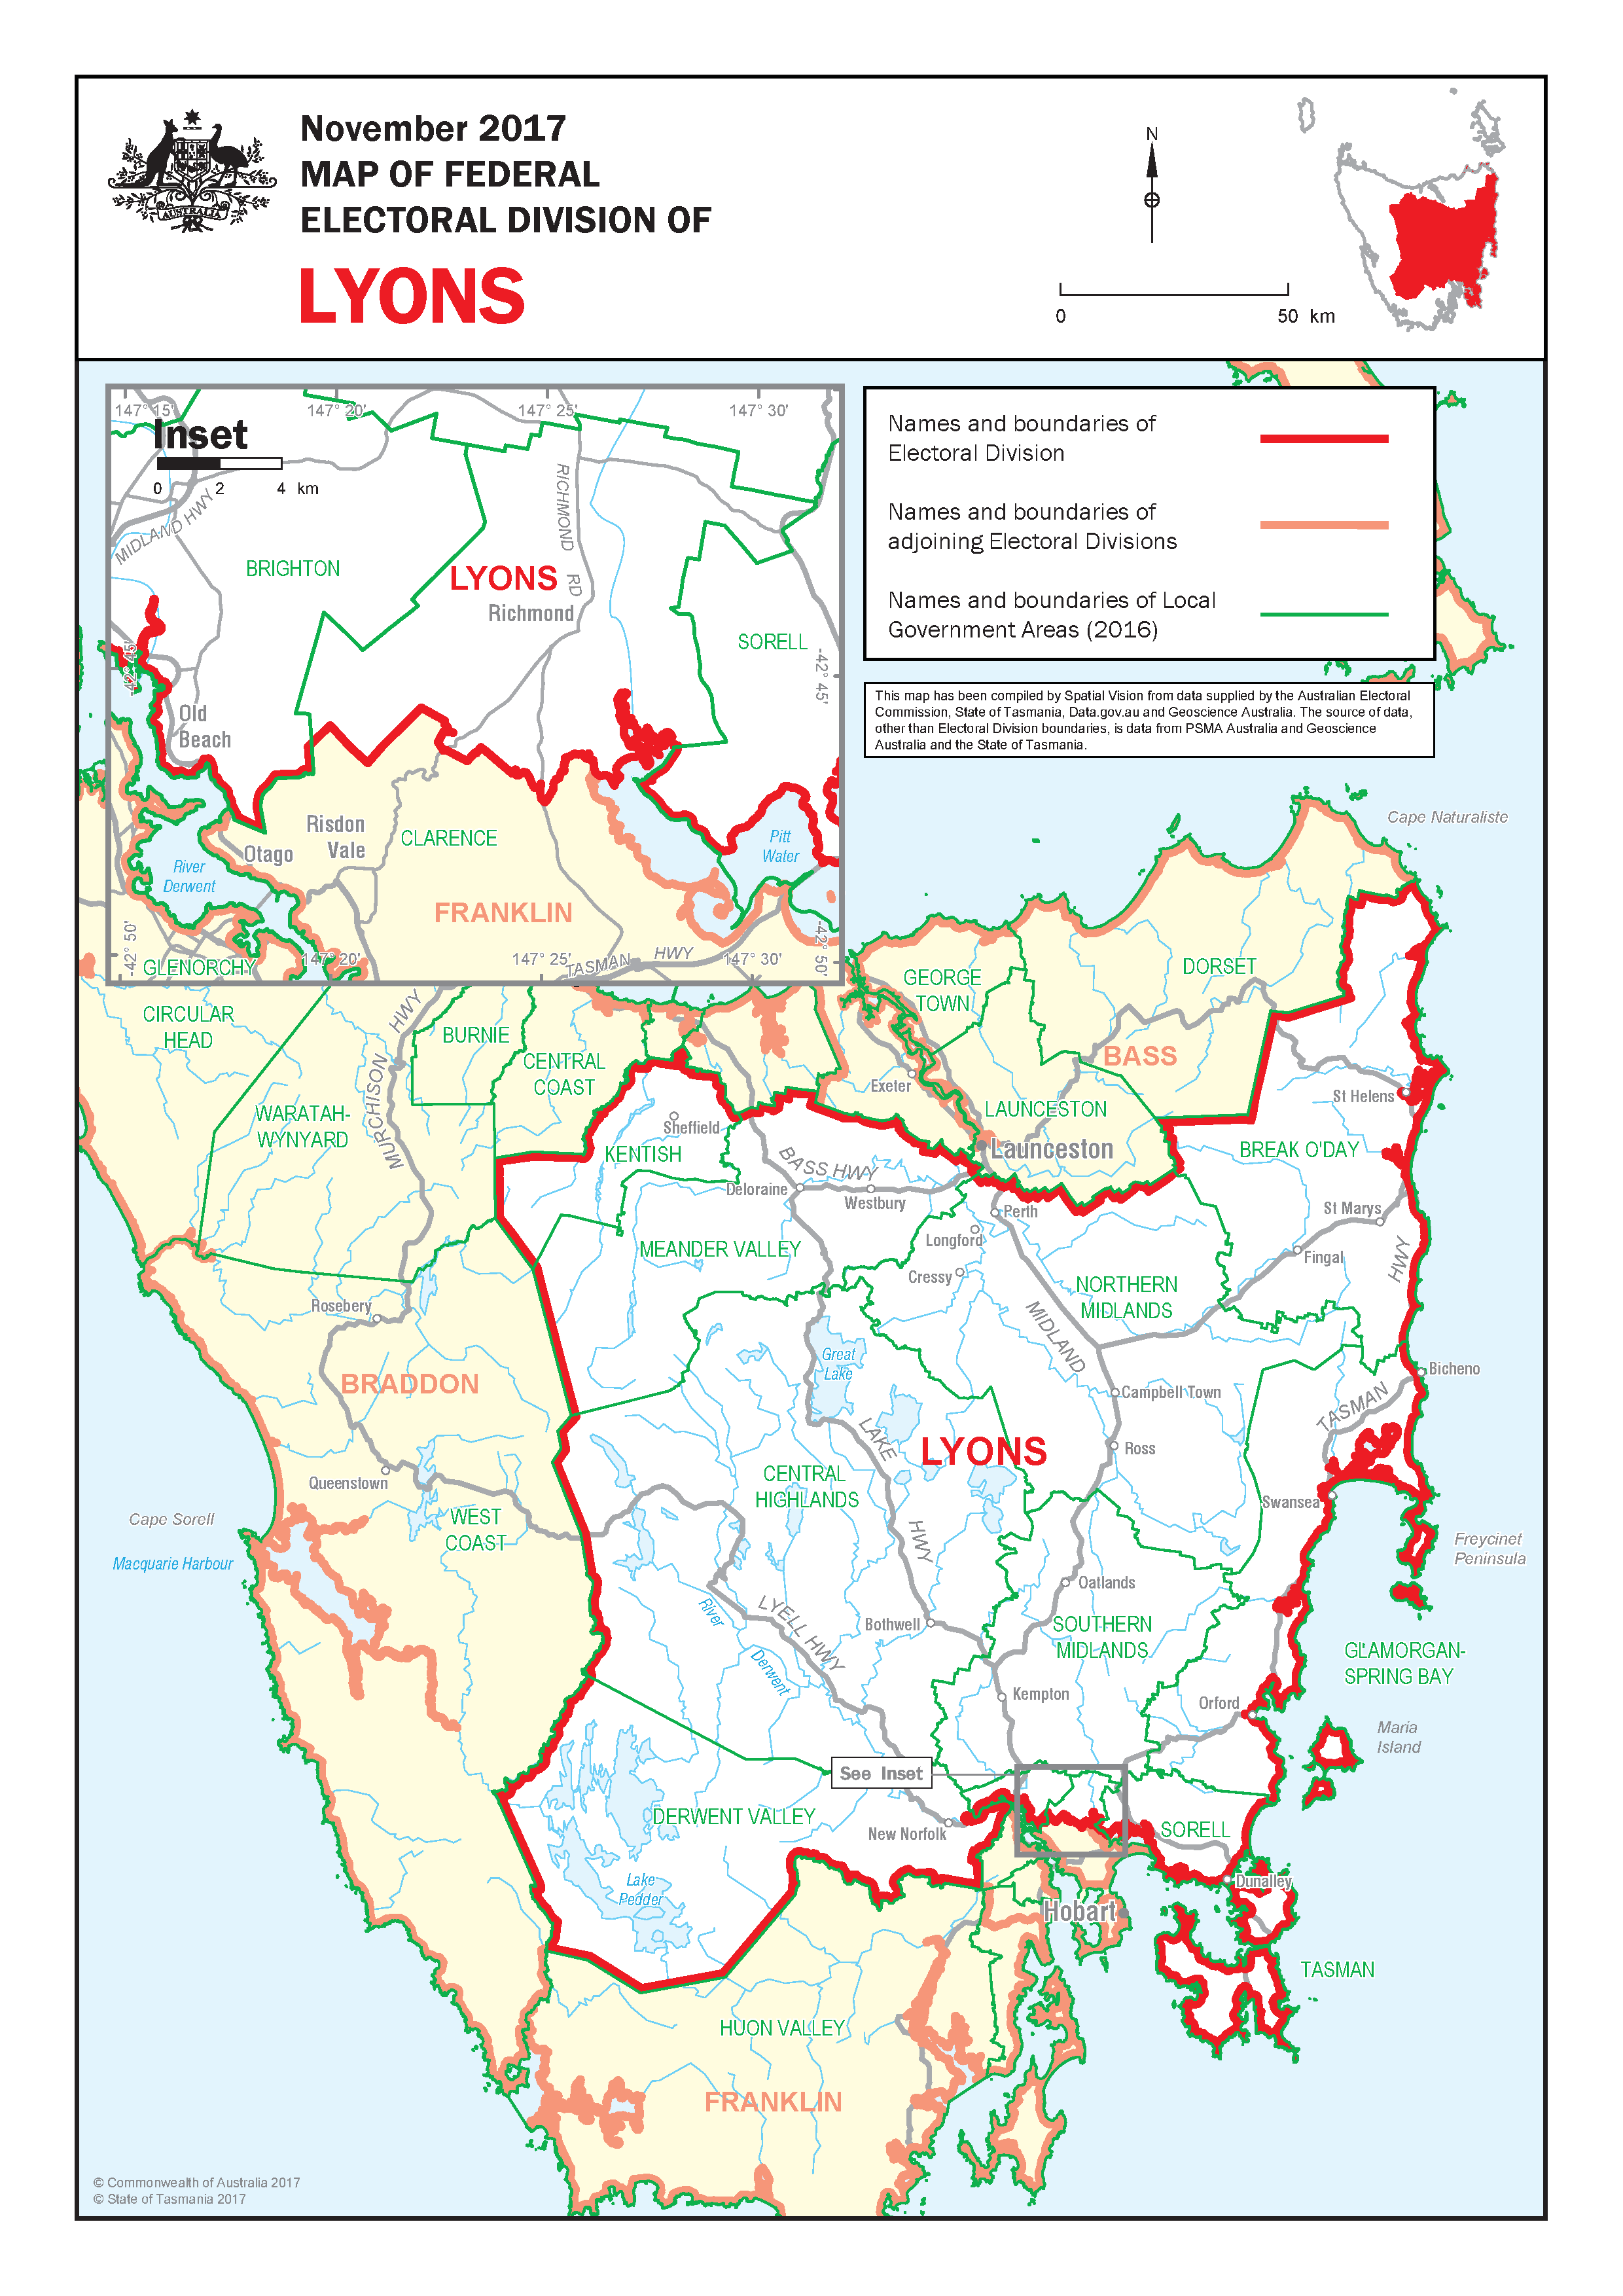 AUSTRALIA
November 2017
MAP OF FEDERAL
ELECTORAL DIVISION OF
LYONS
N
0
50 km
147° 15'
147° 20'
147° 25'
147° 30'
Inset
0
2
4 km
MIDLAND HWY
RICHMOND
RD
BRIGHTON
LYONS
Richmond
SORELL
-42° 45'
-42° 45'
Old
Beach
Risdon
Vale
CLARENCE
Otago
River
Derwent
Pitt
Water
FRANKLIN
-42° 50'
-42° 50'
GLENORCHY
147° 20'
147° 25'
TASMAN
HWY
147° 30'
Names and boundaries of
Electoral Division
Names and boundaries of
adjoining Electoral Divisions
Names and boundaries of Local
Government Areas (2016)
This map has been compiled by Spatial Vision from data supplied by the Australian Electoral
Commission, State of Tasmania, Data.gov.au and Geoscience Australia. The source of data,
other than Electoral Division boundaries, is data from PSMA Australia and Geoscience
Australia and the State of Tasmania.
Cape Naturaliste
GEORGE
TOWN
DORSET
CIRCULAR
HEAD
HWY
BURNIE
CENTRAL
COAST
BASS
Exeter
St Helens
WARATAH-
WYNYARD
MURCHISON
LAUNCESTON
Sheffield
KENTISH
Launceston
BREAK O'DAY
BASS HWY
Deloraine
Westbury
Perth
St Marys
Longford
MEANDER VALLEY
Fingal
HWY
Cressy
NORTHERN
MIDLANDS
Rosebery
MIDLAND
Great
Lake
Bicheno
BRADDON
Campbell Town
TASMAN
LAKE
LYONS
Ross
Queenstown
CENTRAL
HIGHLANDS
Swansea
WEST
COAST
Cape Sorell
HWY
Freycinet
Peninsula
Macquarie Harbour
Oatlands
River
LYELL HWY
Bothwell
SOUTHERN
MIDLANDS
GLAMORGAN-
SPRING BAY
Derwent
Kempton
Orford
Maria
Island
See Inset
DERWENT VALLEY
New Norfolk
SORELL
Lake
Pedder
Dunalley
Hobart
TASMAN
HUON VALLEY
FRANKLIN
© Commonwealth of Australia 2017
© State of Tasmania 2017